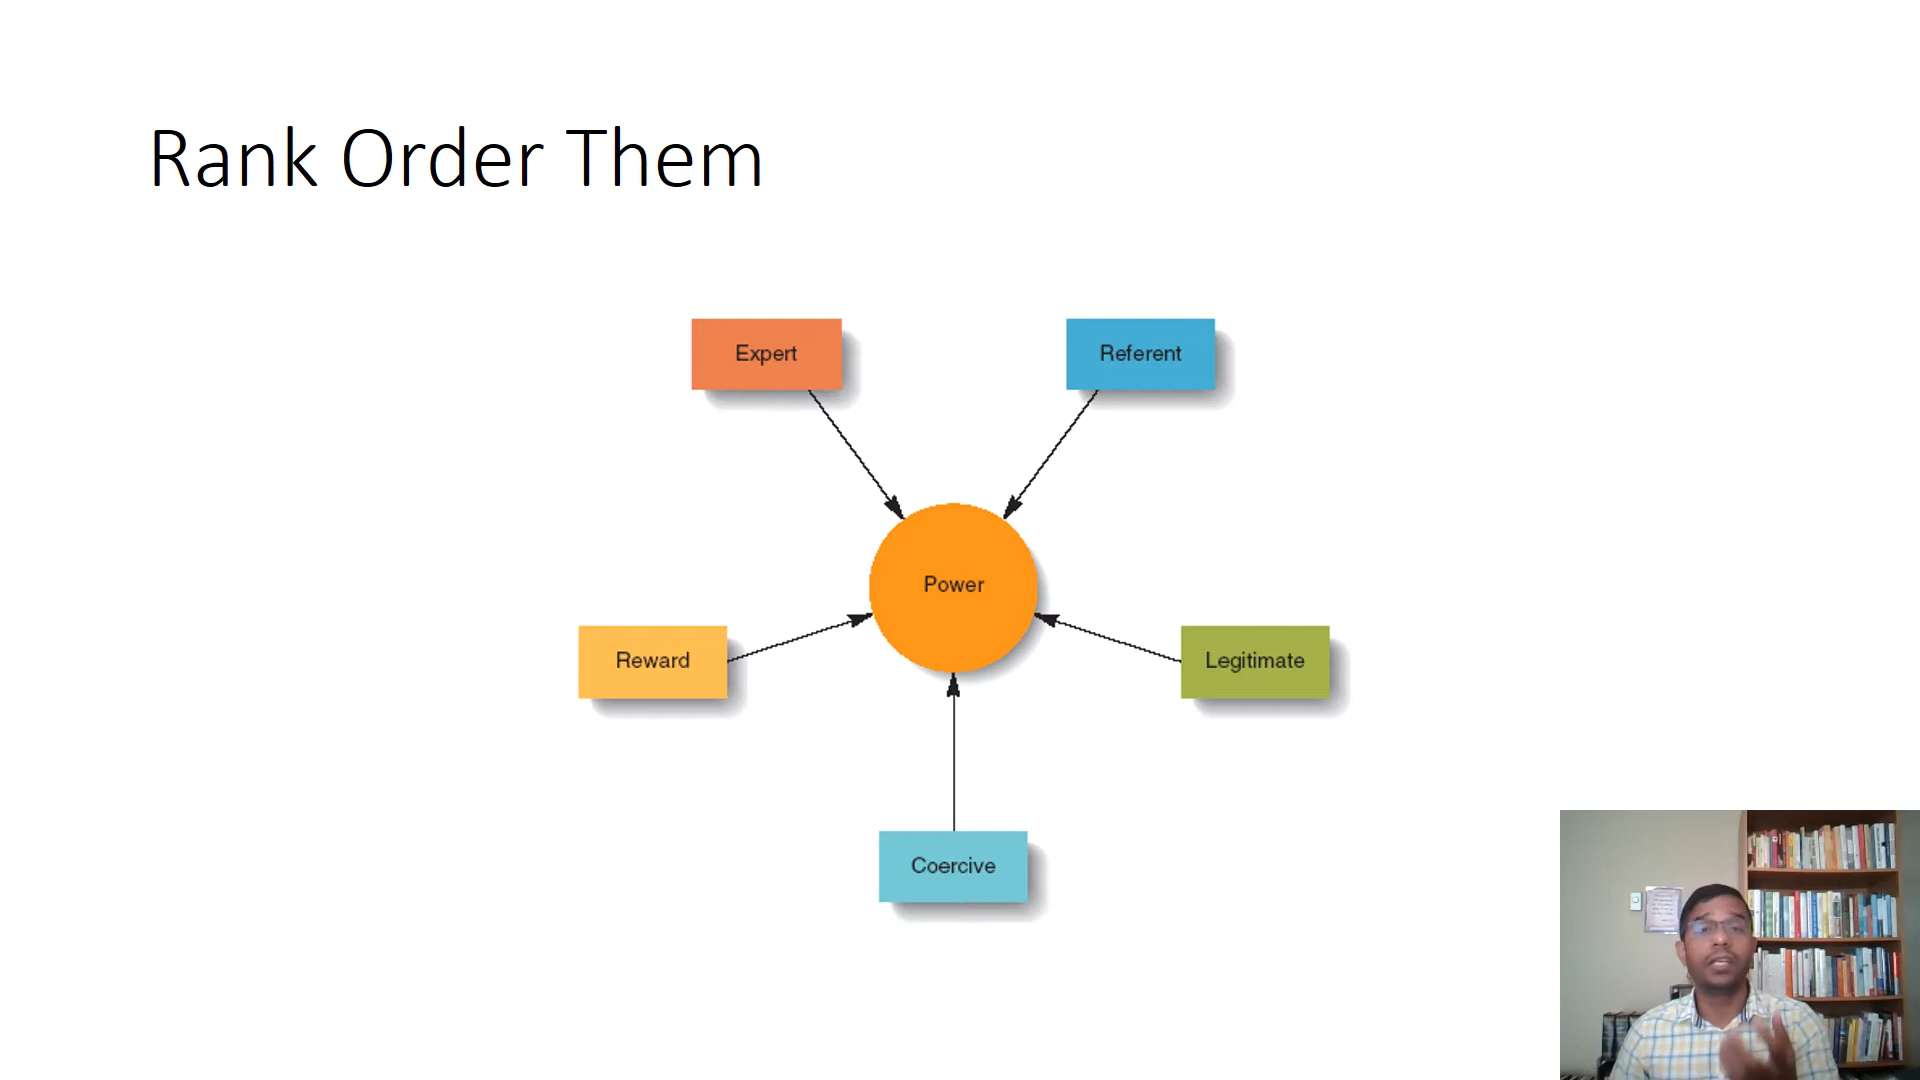 Rank Order Them
Expert
Referent
Power
Reward
Legitimate
Coercive